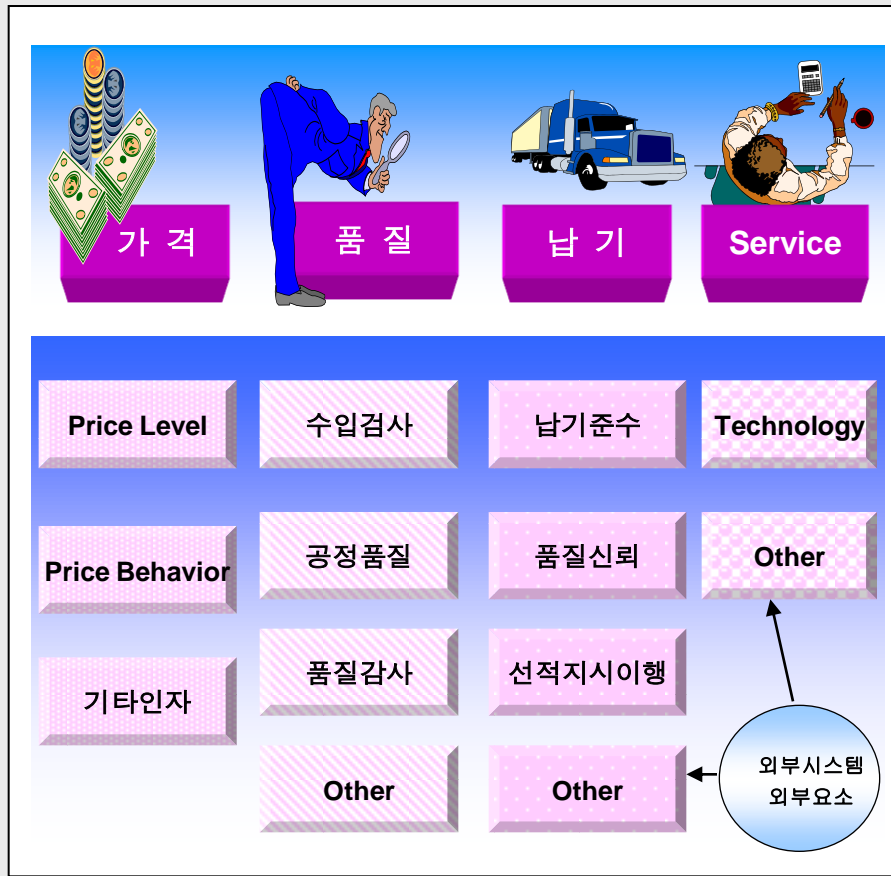 가 격
품 질
납 기
Service
Price Level
수입검사
납기준수
Technology
Price Behavior
공정품질
품질신뢰
Other
기타인자
품질감사
선적지시이행
Other
Other
외부시스템
외부요소